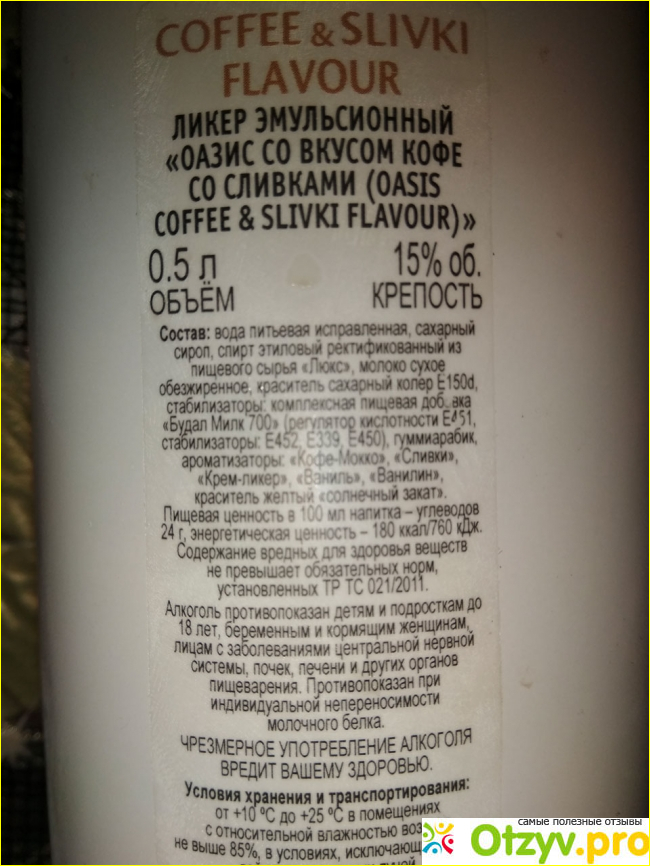 COFFEE & SLIVKI
FLAVOUR
ЛИКЕР ЭМУЛЬСИОННЫЙ
«ОАЗИС СО ВКУСОМ КОФЕ
СО СЛИВКАМИ (OASIS
COFFEE & SLIVKI FLAVOUR)»
0.5 л 15% об.
ОБЪЁМ КРЕПОСТЬ
Состав: вода питьевая исправленная, сахарный
сироп, спирт этиловый ректификованный из
пищевого сырья «Люкс», молоко сухое
обезжиренное, краситель сахарный колер Е150d,
стабилизаторы: комплексная пищевая доб вка
«Будал Милк 700» (регулятор кислотности Е451,
стабилизаторы: Е452, Е339, Е450), гуммиарабик,
ароматизаторы: «Кофе-Мокко», «Сливки»,
«Крем-ликер», «Ваниль», «Ванилин»,
краситель желтый «солнечный закат».
Пищевая ценность в 100 мл напитка – углеводов
24 г, энергетическая ценность – 180 ккал/760 кДж.
Содержание вредных для здоровья веществ
не превышает обязательных норм,
установленных ТР ТС 021/2011.
Алкоголь противопоказан детям и подросткам до
18 лет, беременным и кормящим женщинам,
лицам с заболеваниями центральной нервной
системы, почек, печени и других органов
пищеварения. Противопоказан при
индивидуальной непереносимости
молочного белка.
ЧРЕЗМЕРНОЕ УПОТРЕБЛЕНИЕ АЛКОГОЛЯ
ВРЕДИТ ВАШЕМУ ЗДОРОВЬЮ.
Условия хранения и транспортирования:
от +10 °С до +25 °С в помещениях
с относительной влажностью воз
не выше 85%, в условиях, исключающ
самые полезные отзывы
Otzyv.pro